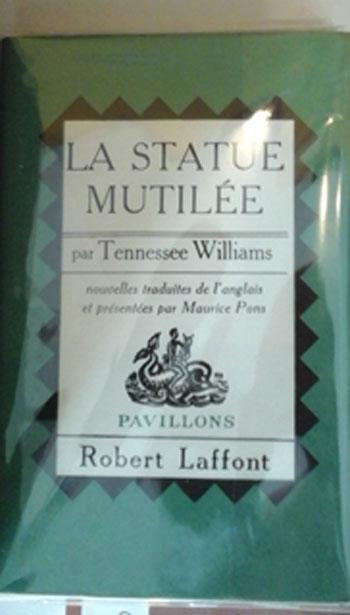 LA STATUE
MUTILÉE
par Tennessee Williams
nouvelles traduites de l'anglais
et présentées par Maurice Pons
PAVILLONS
Robert Laffont